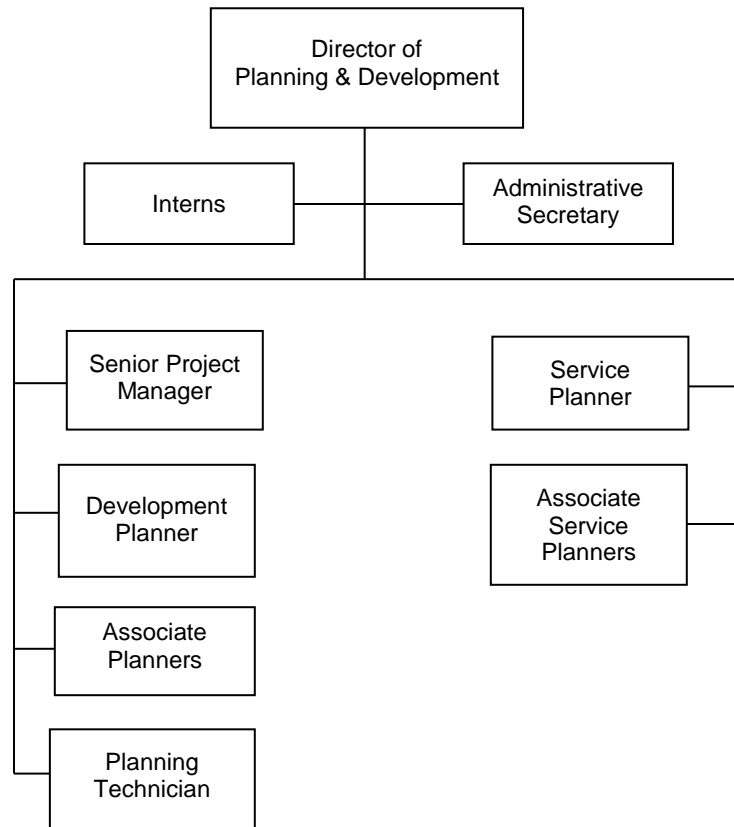 Director of
Planning & Development
Interns
Administrative
Secretary
Senior Project
Manager
Service
Planner
Development
Planner
Associate
Service
Planners
Associate
Planners
Planning
Technician